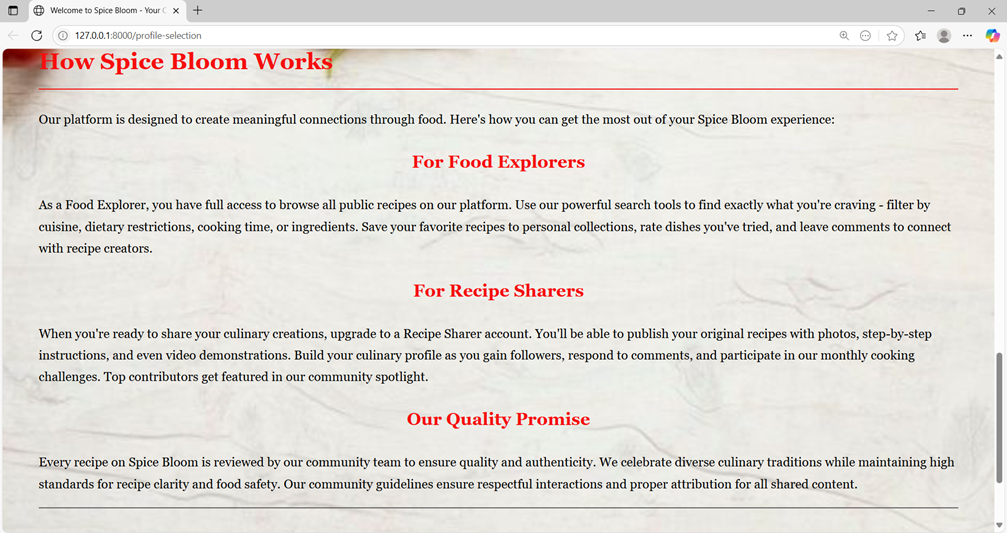 Welcome to Spice Bloom - Your C
127.0.0.1:8000/profile-selection
How Spice Bloom Works
Our platform is designed to create meaningful connections through food. Here's how you can get the most out of your Spice Bloom experience:
For Food Explorers
As a Food Explorer, you have full access to browse all public recipes on our platform. Use our powerful search tools to find exactly what you're craving - filter by
cuisine, dietary restrictions, cooking time, or ingredients. Save your favorite recipes to personal collections, rate dishes you've tried, and leave comments to connect
with recipe creators.
For Recipe Sharers
When you're ready to share your culinary creations, upgrade to a Recipe Sharer account. You'll be able to publish your original recipes with photos, step-by-step
instructions, and even video demonstrations. Build your culinary profile as you gain followers, respond to comments, and participate in our monthly cooking
challenges. Top contributors get featured in our community spotlight.
Our Quality Promise
Every recipe on Spice Bloom is reviewed by our community team to ensure quality and authenticity. We celebrate diverse culinary traditions while maintaining high
standards for recipe clarity and food safety. Our community guidelines ensure respectful interactions and proper attribution for all shared content.